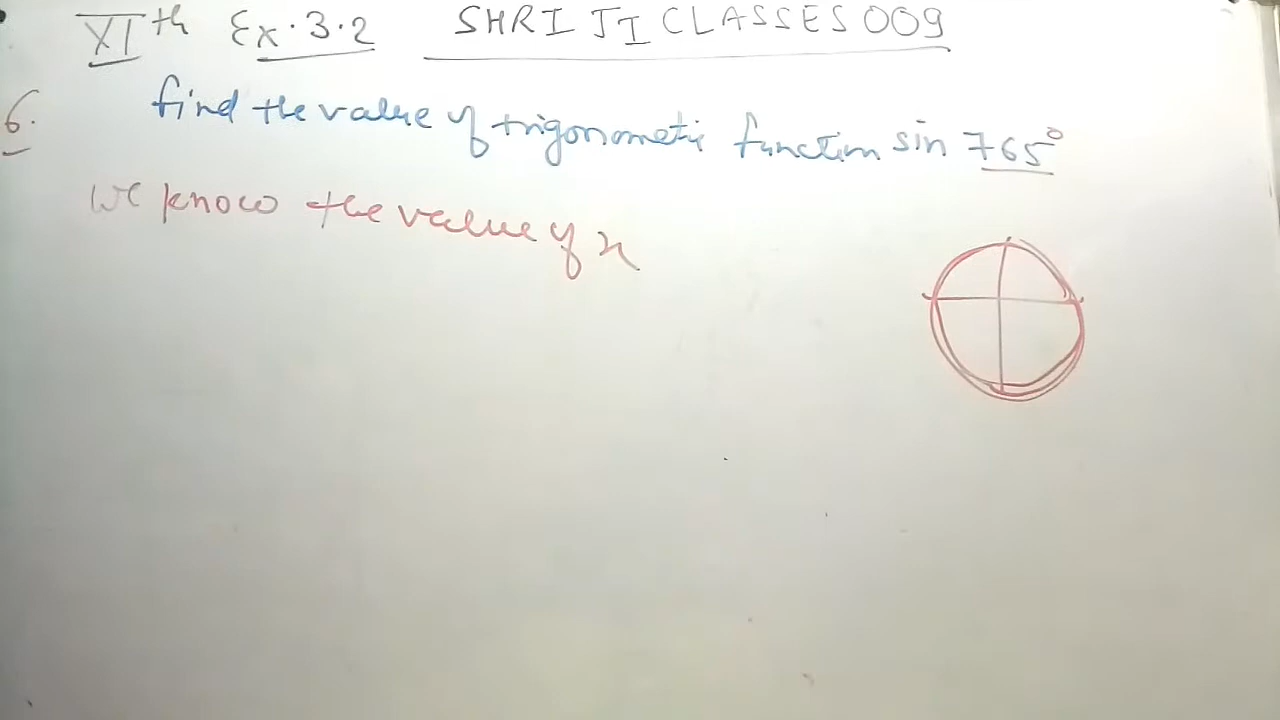 XIth Ex.3.2 SHRI JI CLASSES 009
6. find the value of trigonometric function sin 765°
we know the value of x